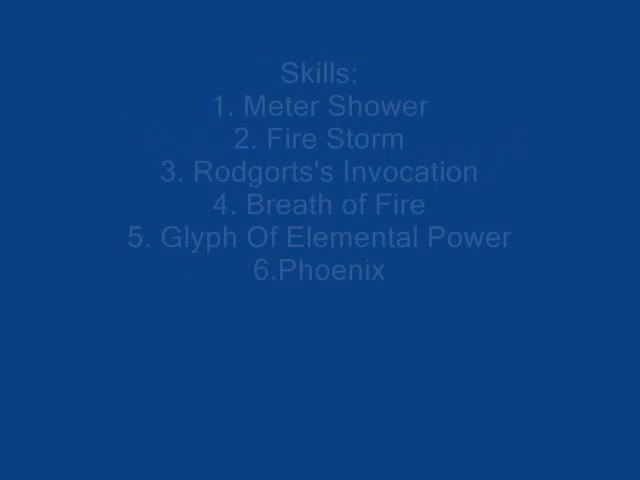 Skills:
1. Meter Shower
2. Fire Storm
3. Rodgorts's Invocation
4. Breath of Fire
5. Glyph Of Elemental Power
6.Phoenix